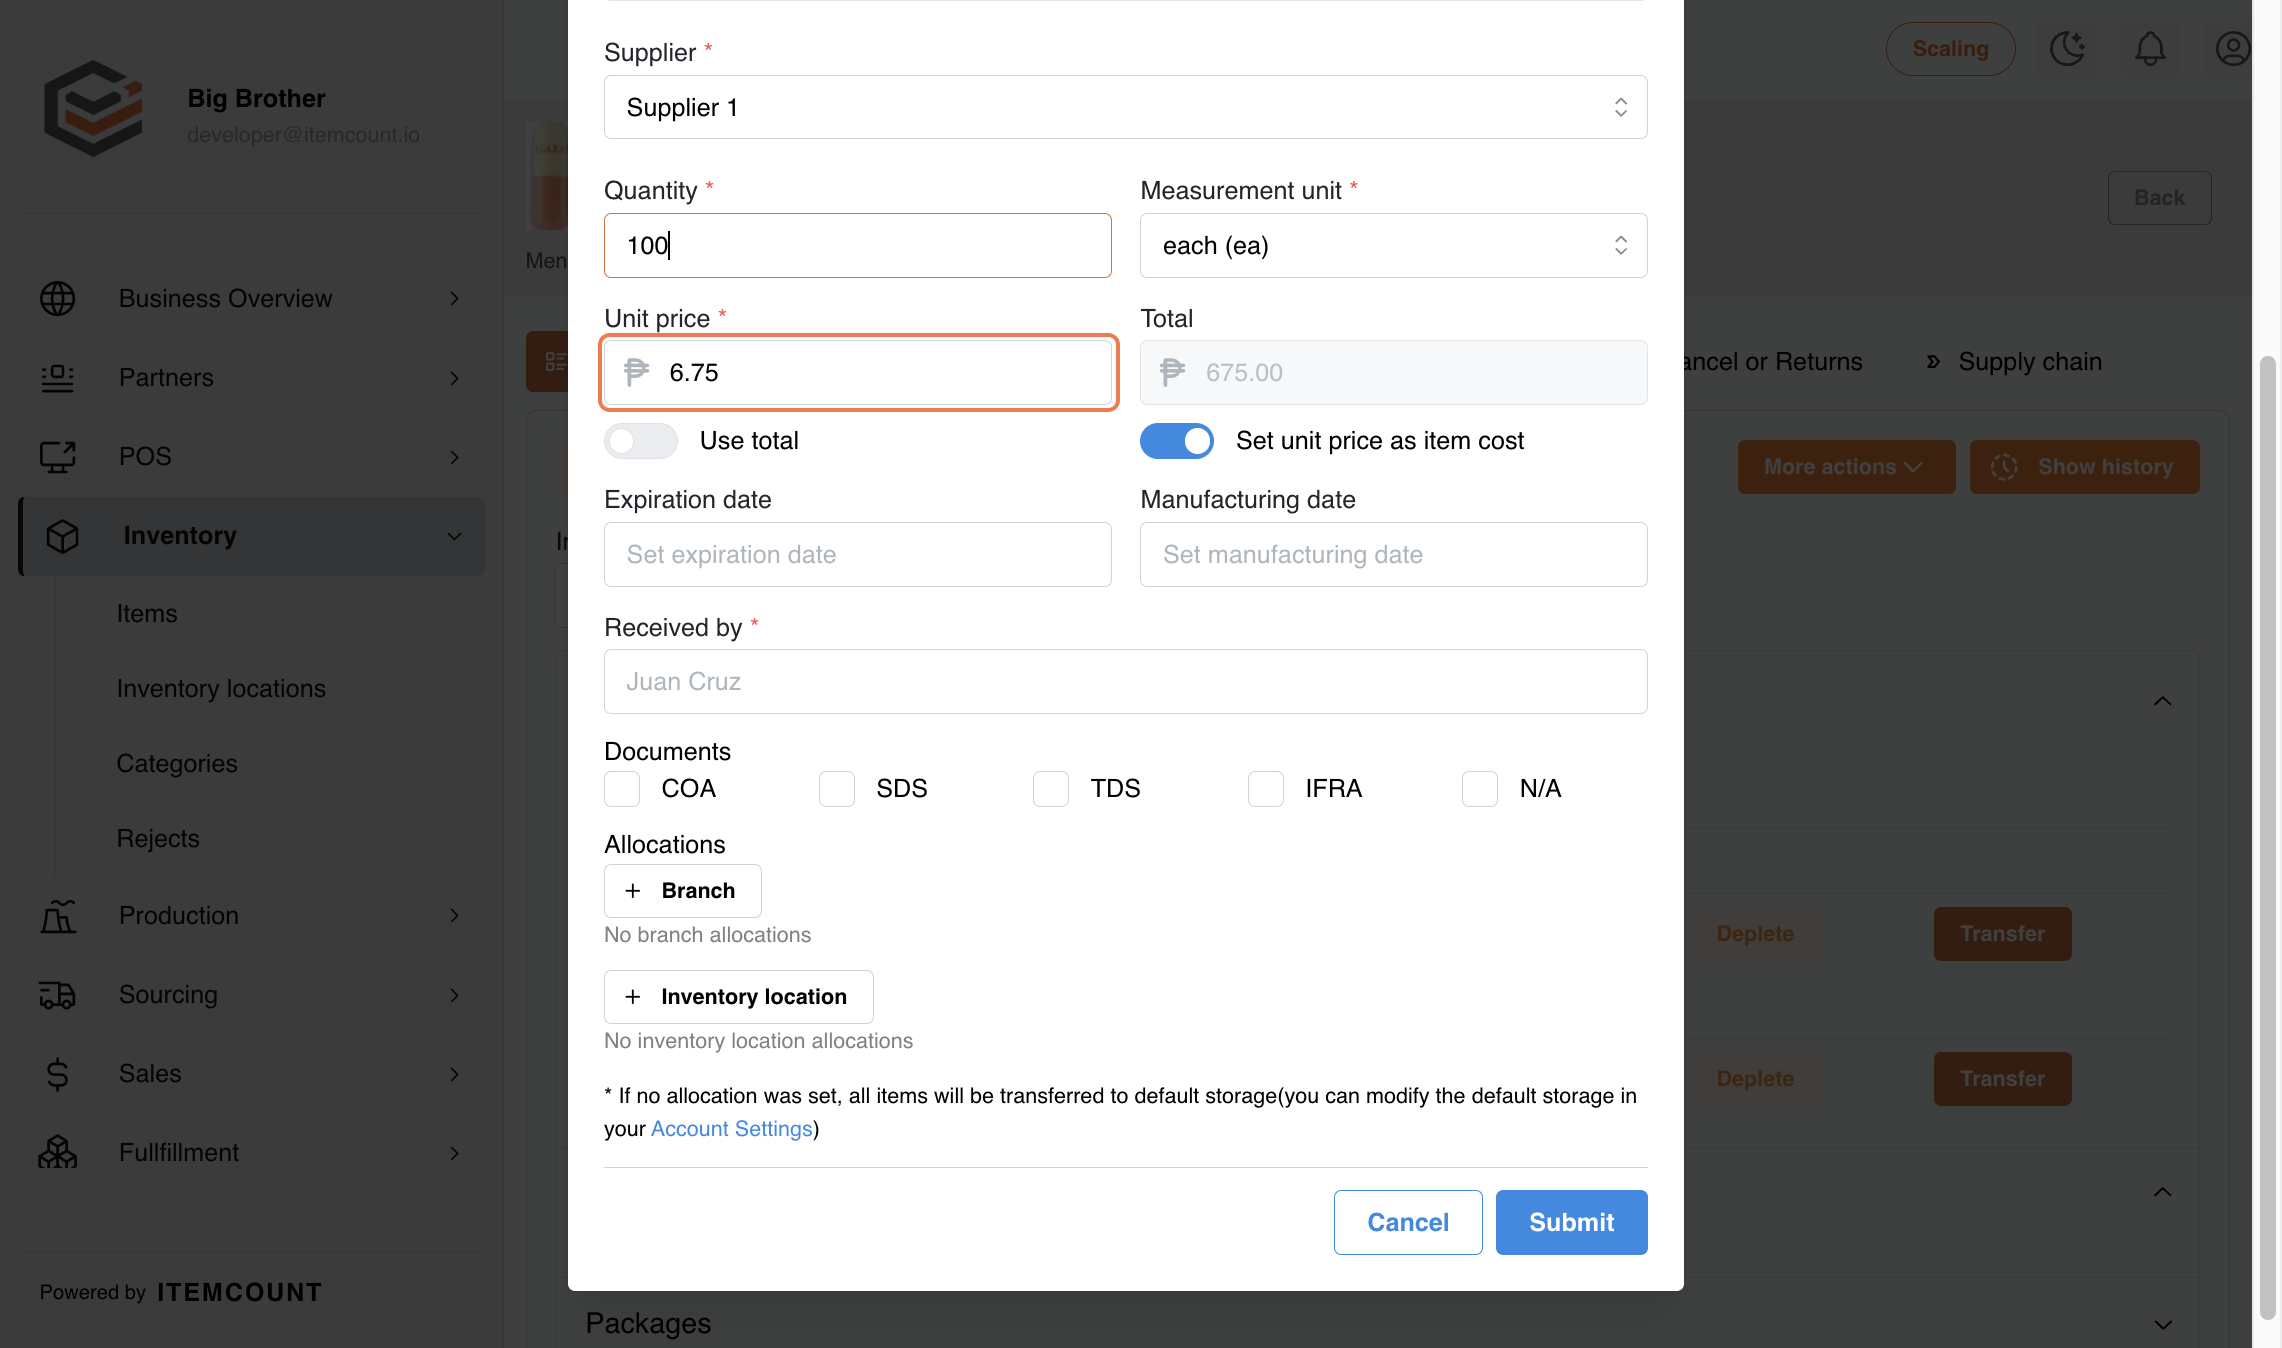 Big Brother
developer@itemcount.io
Business Overview
Partners
POS
Inventory
Items
Inventory locations
Categories
Rejects
Production
Sourcing
Sales
Fullfillment
Powered by ITEMCOUNT
Scaling
Back
Men
ancel or Returns
Supply chain
More actions
Show history
Deplete
Transfer
Deplete
Transfer
Packages
Supplier *
Supplier 1
Quantity * Measurement unit *
100 each (ea)
Unit price * Total
₱ 6.75 ₱ 675.00
Use total Set unit price as item cost
Expiration date Manufacturing date
Set expiration date Set manufacturing date
Received by *
Juan Cruz
Documents
COA SDS TDS IFRA N/A
Allocations
+ Branch
No branch allocations
+ Inventory location
No inventory location allocations
* If no allocation was set, all items will be transferred to default storage(you can modify the default storage in
your Account Settings)
Cancel Submit